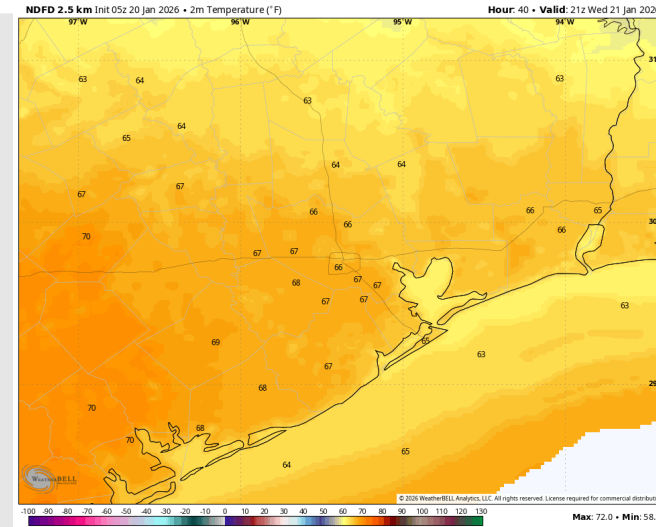 NDFD 2.5 km Init 05z 20 Jan 2026 • 2m Temperature (°F)
Hour: 40 • Valid: 21z Wed 21 Jan 2026
97°W 96°W 95°W 94°W
31
63 64 63
63
64
65
64 64
67 67
66 66 65
30
70 66 66
67 67
66
68 67 67
67 67
63
69 65
63
67
29
68
70
68
70
65
64
WEATHERBELL
© 2026 WeatherBELL Analytics, LLC. All rights reserved. License required for commercial distribut
-100 -90 -80 -70 -60 -50 -40 -30 -20 -10 0 10 20 30 40 50 60 70 80 90 100 110 120 130
Max: 72.0 • Min: 58.